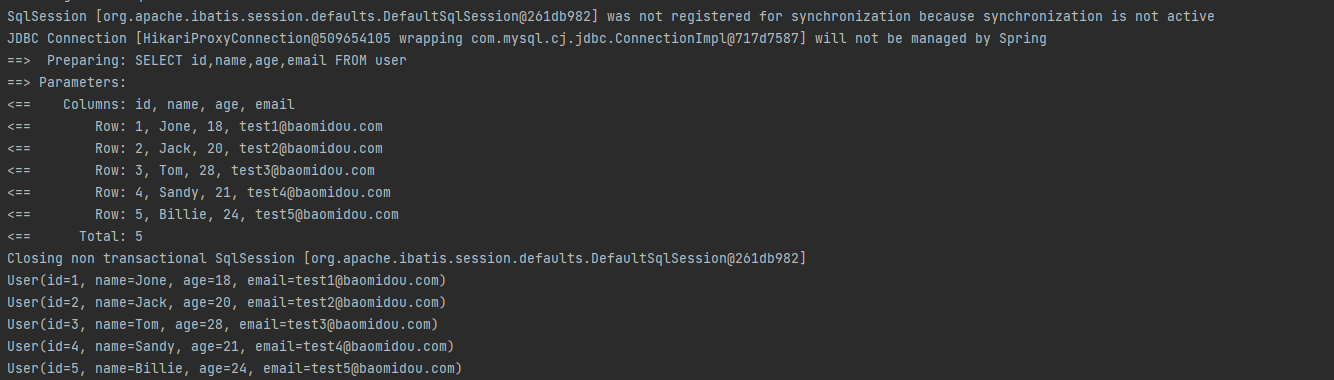 SqlSession [org.apache.ibatis.session.defaults.DefaultSqlSession@261db982] was not registered for synchronization because synchronization is not active
JDBC Connection [HikariProxyConnection@509654105 wrapping com.mysql.cj.jdbc.ConnectionImpl@717d7587] will not be managed by Spring
==>  Preparing: SELECT id,name,age,email FROM user
==> Parameters:
<==    Columns: id, name, age, email
<==        Row: 1, Jone, 18, test1@baomidou.com
<==        Row: 2, Jack, 20, test2@baomidou.com
<==        Row: 3, Tom, 28, test3@baomidou.com
<==        Row: 4, Sandy, 21, test4@baomidou.com
<==        Row: 5, Billie, 24, test5@baomidou.com
<==      Total: 5
Closing non transactional SqlSession [org.apache.ibatis.session.defaults.DefaultSqlSession@261db982]
User(id=1, name=Jone, age=18, email=test1@baomidou.com)
User(id=2, name=Jack, age=20, email=test2@baomidou.com)
User(id=3, name=Tom, age=28, email=test3@baomidou.com)
User(id=4, name=Sandy, age=21, email=test4@baomidou.com)
User(id=5, name=Billie, age=24, email=test5@baomidou.com)